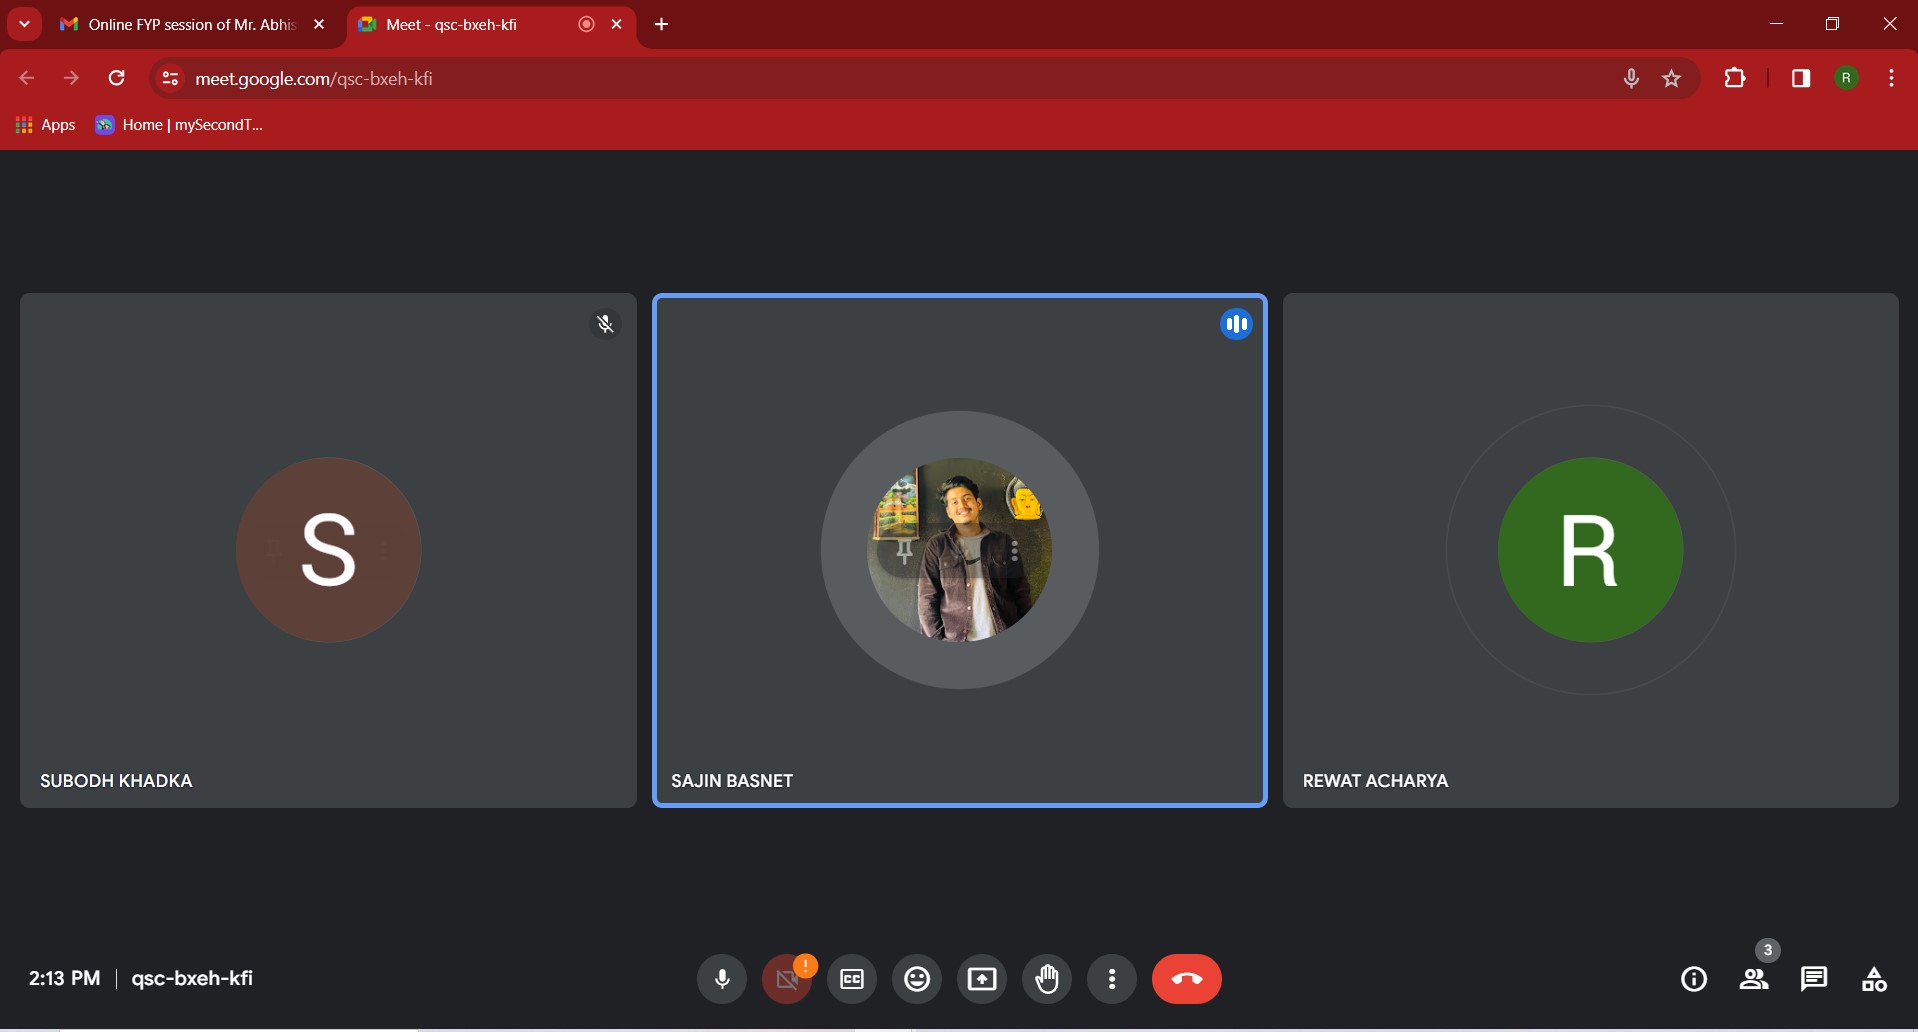 Online FYP session of Mr. Abhis
Meet - qsc-bxeh-kfi
meet.google.com/qsc-bxeh-kfi
R
Apps
Home | mySecondT...
S
R
SUBODH KHADKA
SAJIN BASNET
REWAT ACHARYA
2:13 PM | qsc-bxeh-kfi
!
CC
3